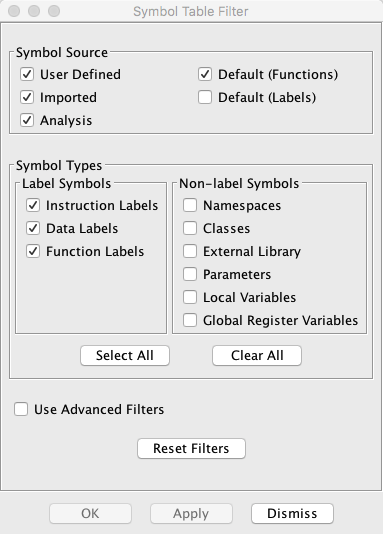 Symbol Table Filter
Symbol Source
User Defined
Default (Functions)
Imported
Default (Labels)
Analysis
Symbol Types
Label Symbols
Instruction Labels
Data Labels
Function Labels
Non-label Symbols
Namespaces
Classes
External Library
Parameters
Local Variables
Global Register Variables
Select All
Clear All
Use Advanced Filters
Reset Filters
OK
Apply
Dismiss